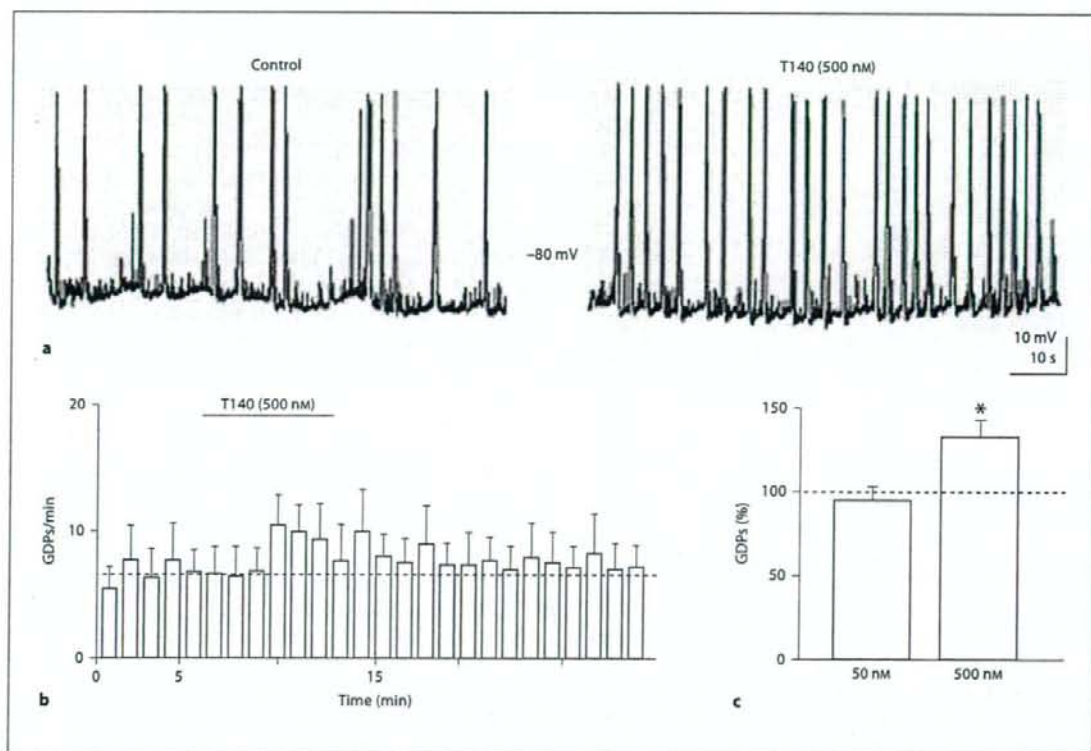 Control
T140 (500 nM)
–80 mV
10 mV
10 s
a
20
10
0
GDPs/min
T140 (500 nM)
0
5
15
Time (min)
b
150
100
50
0
GDPs (%)
*
50 nM
500 nM
c